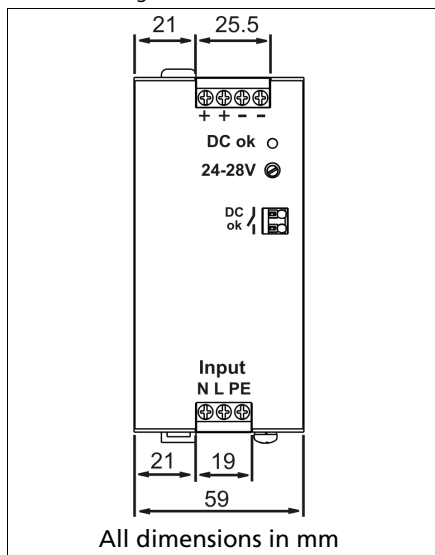 21 25.5
+ + - -
DC ok
24-28V
DC
ok
Input
N L PE
21 19
59
All dimensions in mm